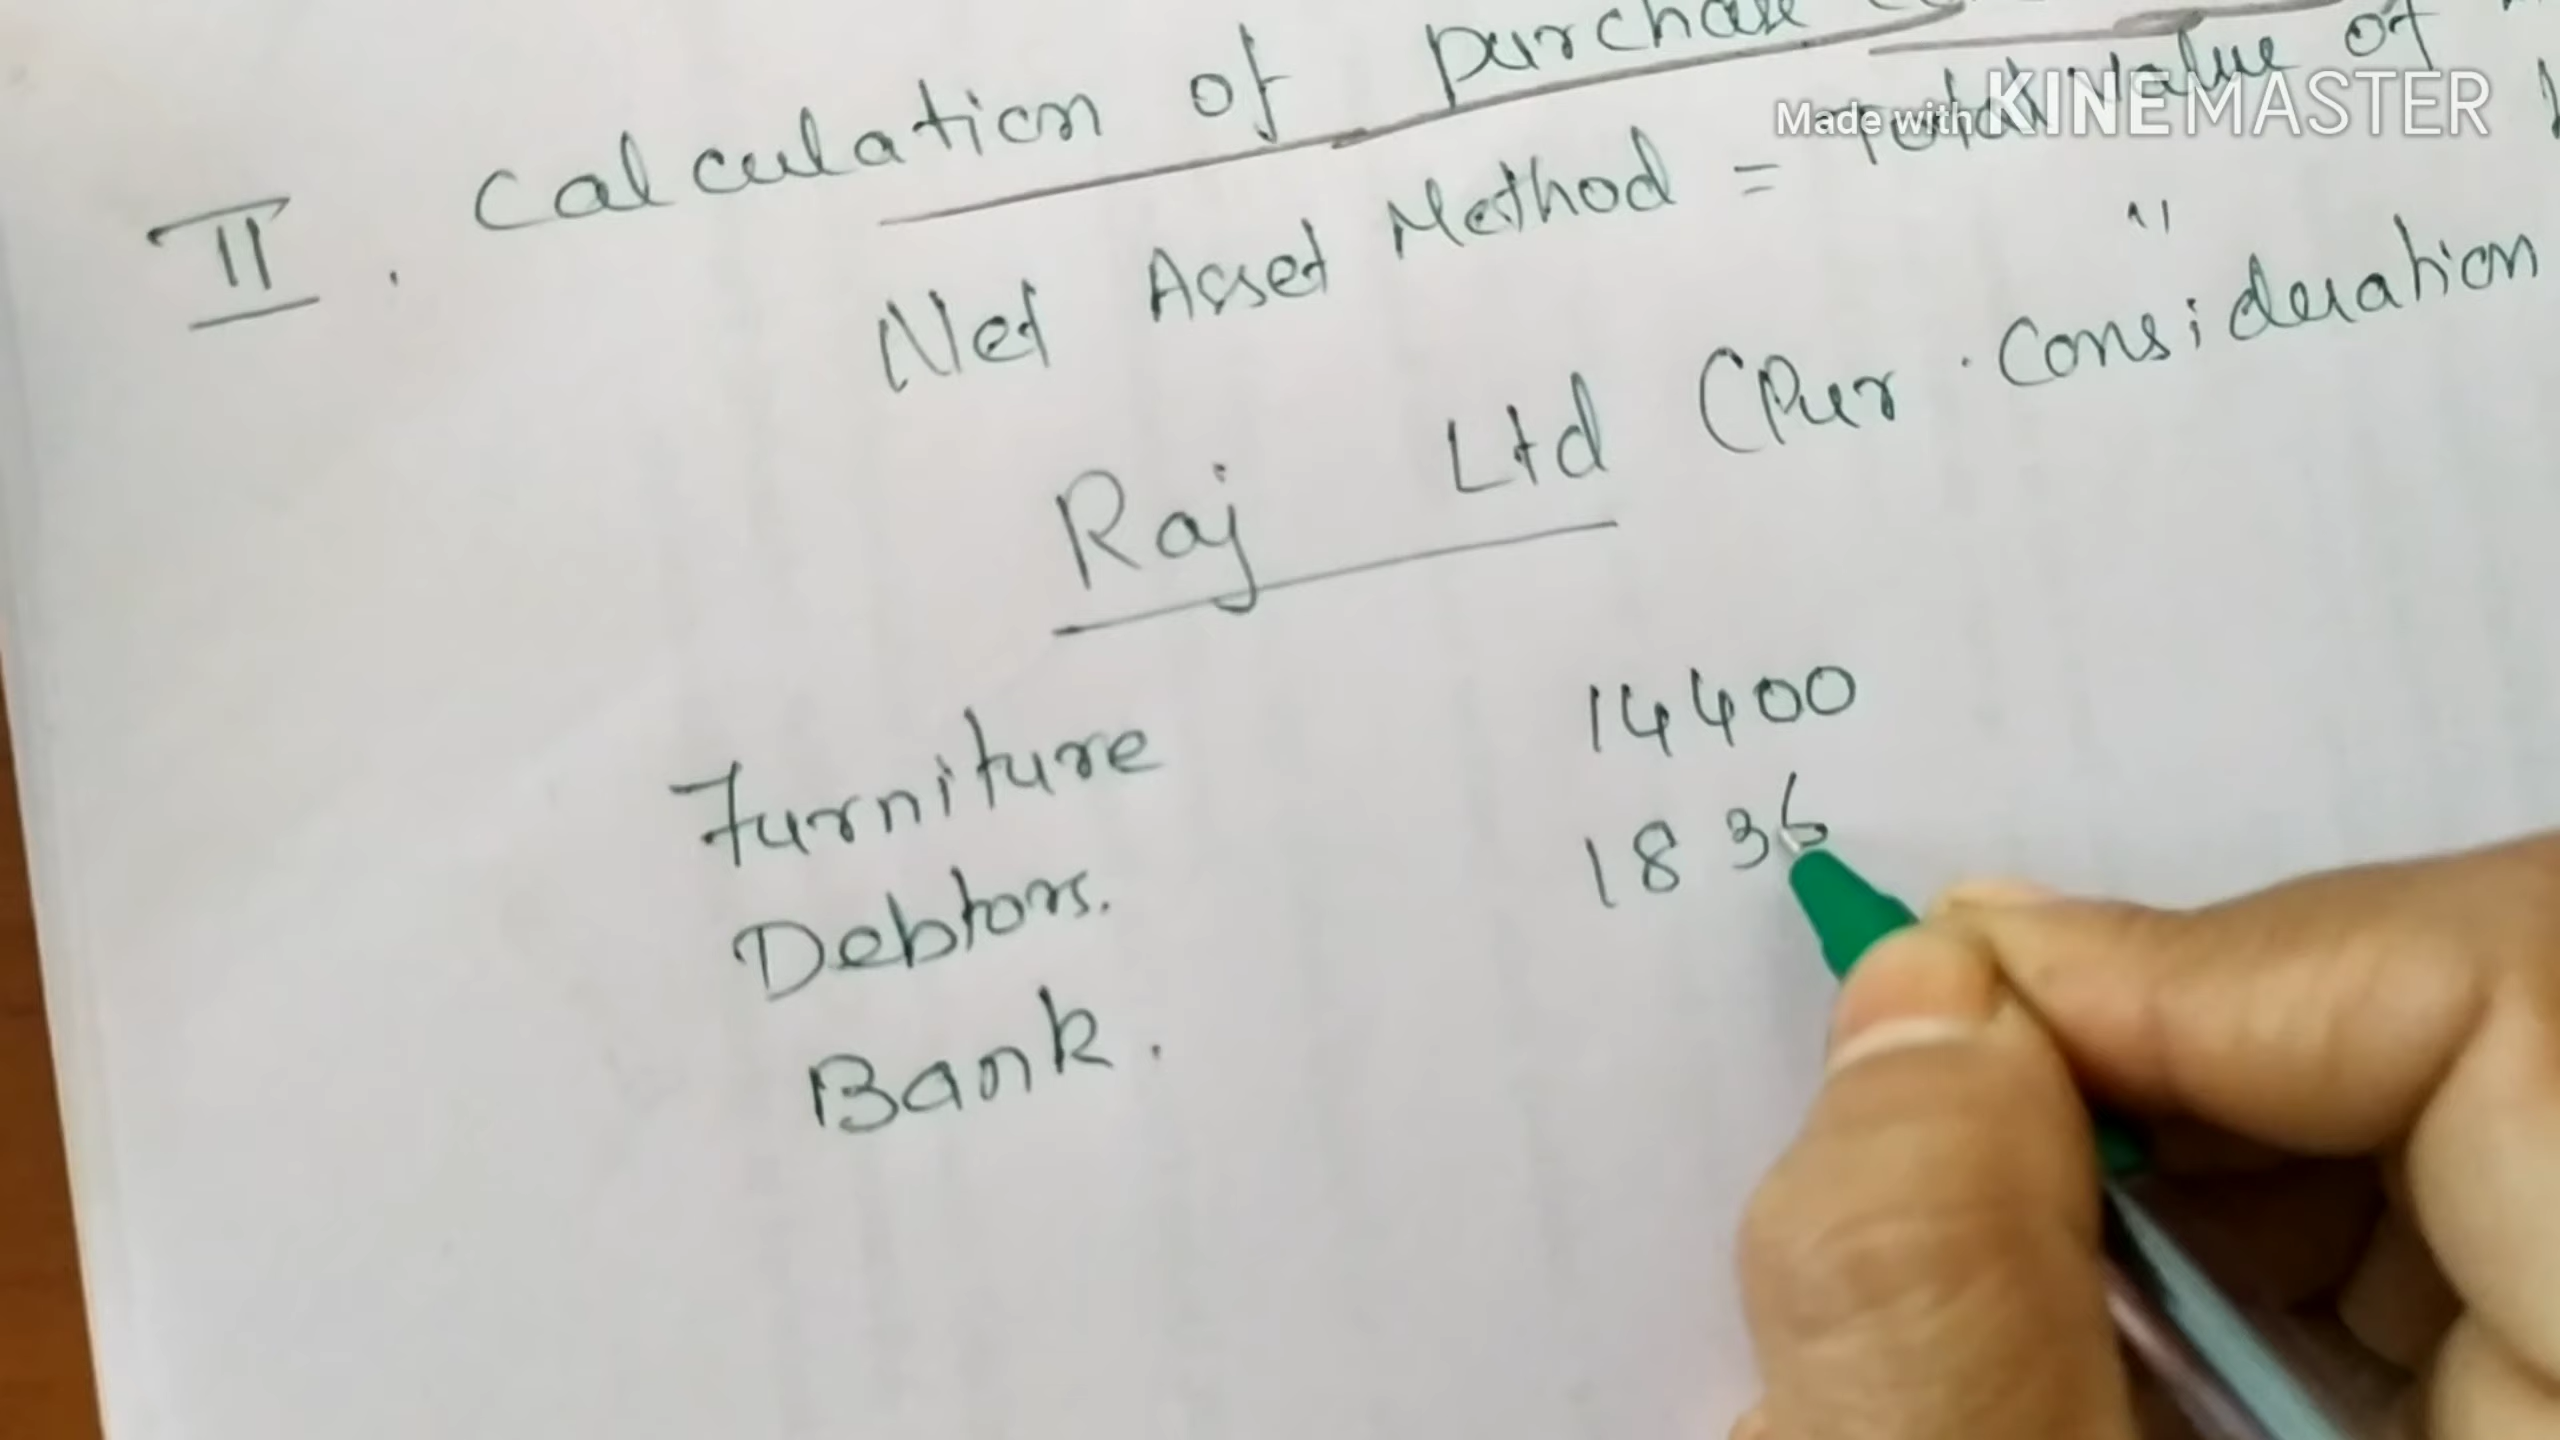 II. Calculation of purchase
Net Asset Method = Total value of
"
Raj Ltd (Pur. Consideration
Furniture 14400
Debtors. 1836
Bank.
Made with KINEMASTER